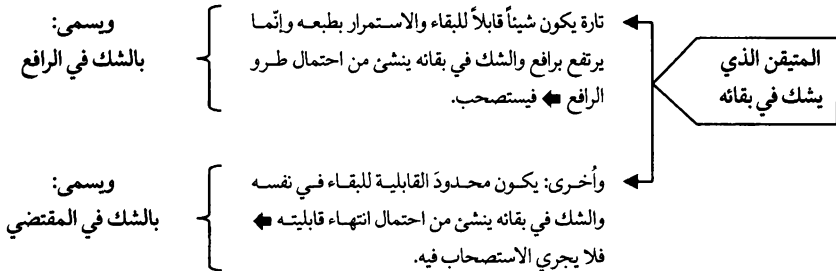 المتيقن الذي
يشك في بقائه
تارة يكون شيئاً قابلاً للبقاء والاستمرار بطبعه وإنّما
يرتفع برافع والشك في بقائه ينشئ من احتمال طرو
الرافع 🡄 فيستصحب.
ويسمى:
بالشك في الرافع
وأُخرى: يكون محدودَ القابلية للبقاء في نفسه
والشك في بقائه ينشئ من احتمال انتهاء قابليته 🡄
فلا يجري الاستصحاب فيه.
ويسمى:
بالشك في المقتضي